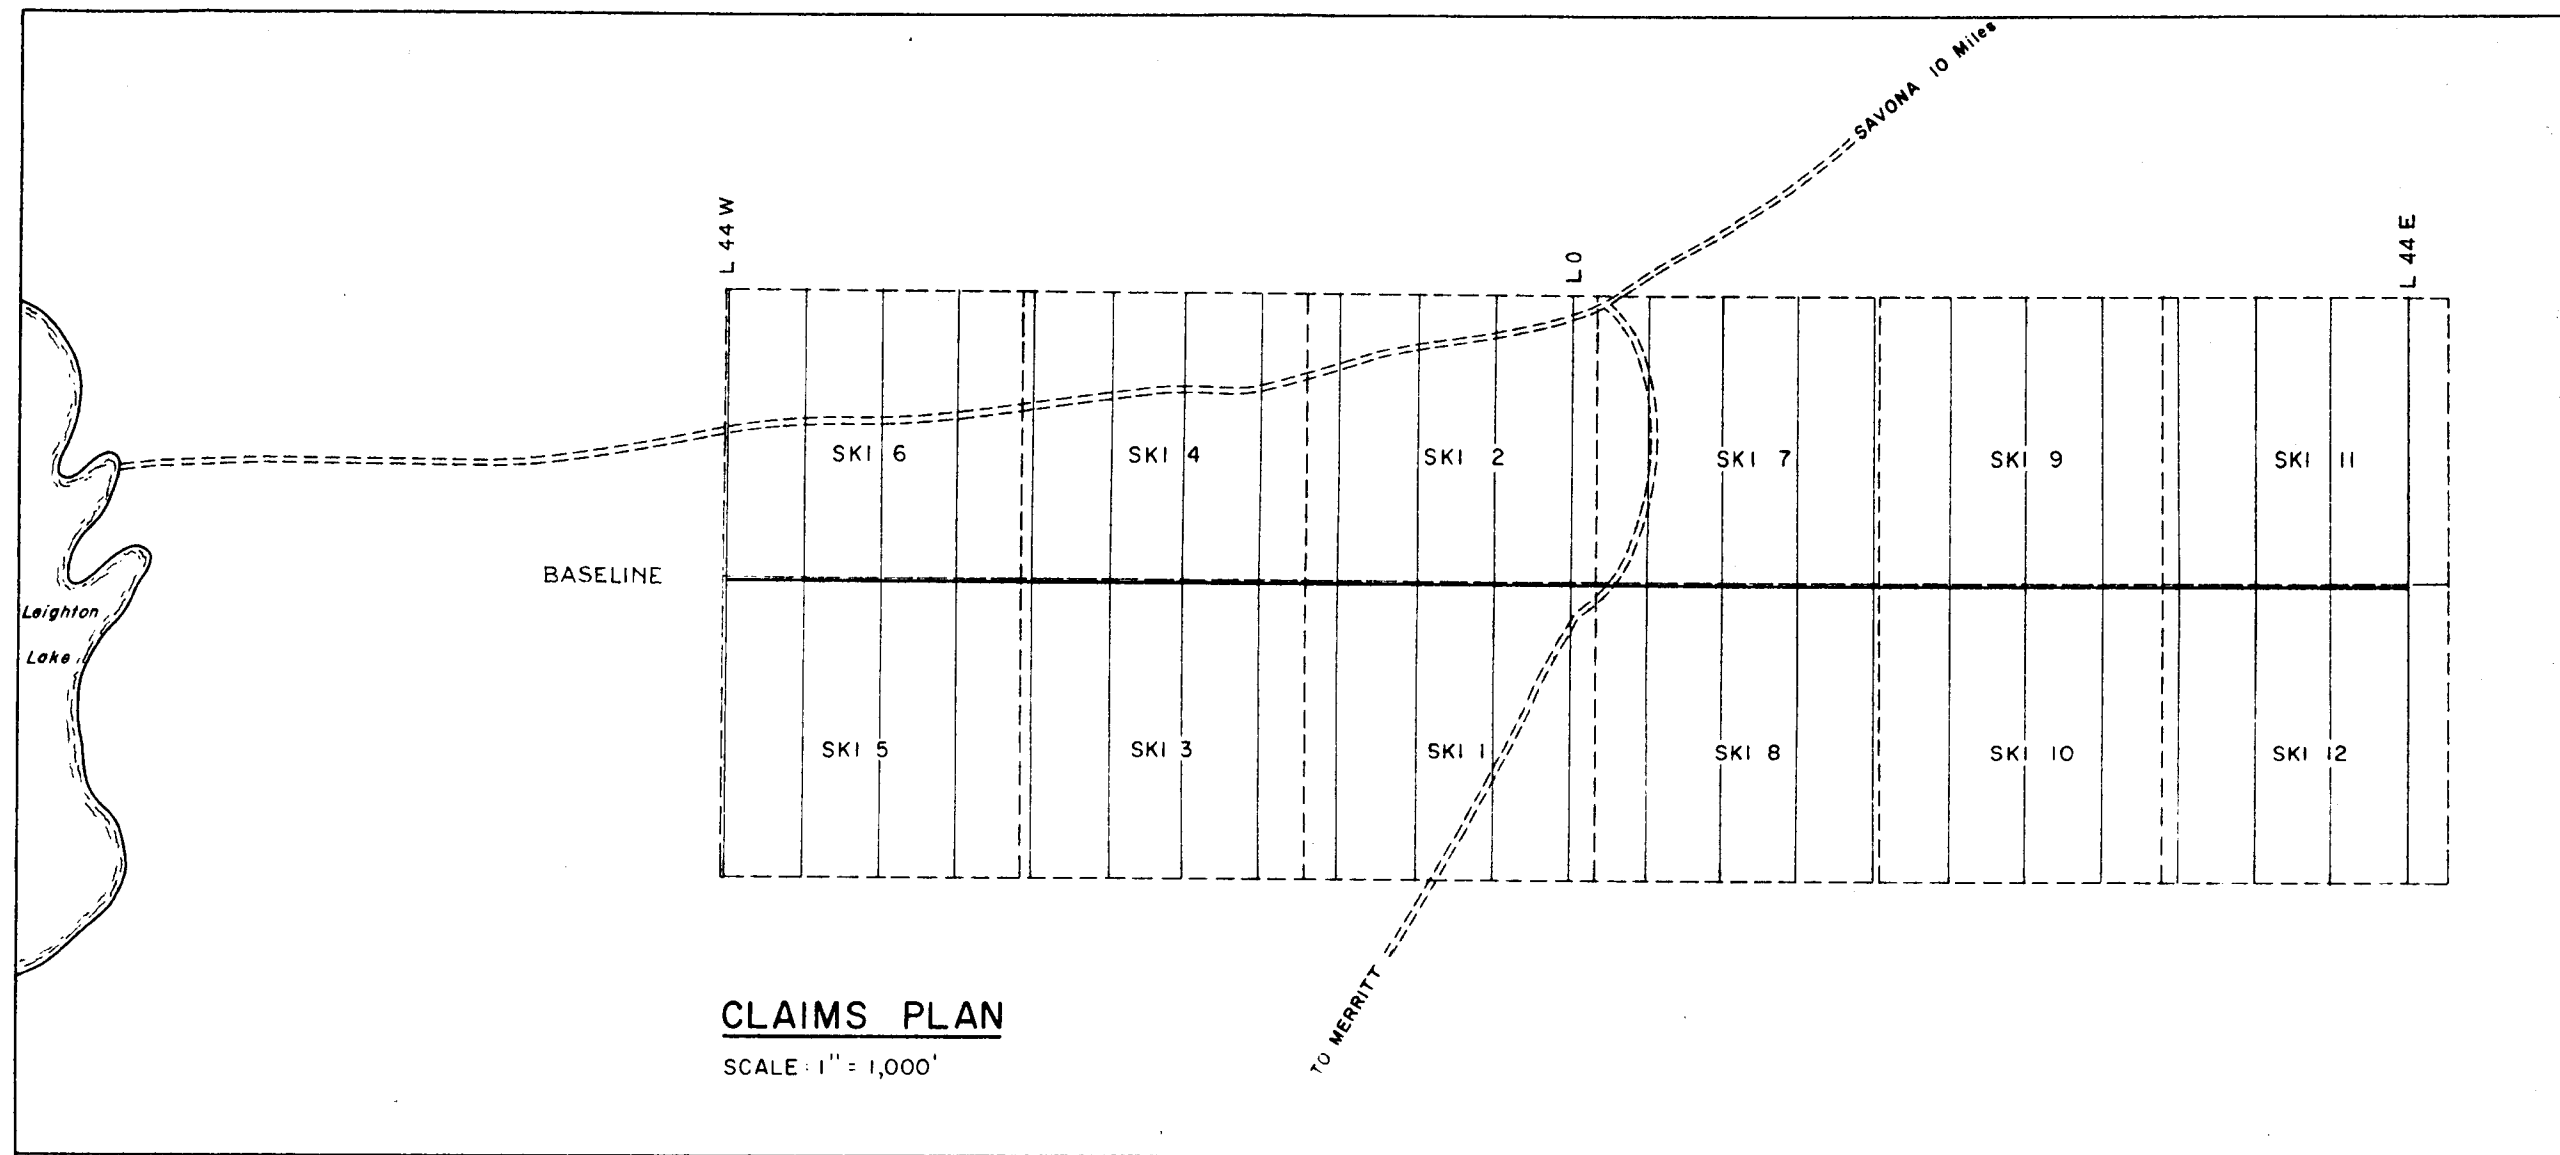 SAVONA 10 Miles
L 44 W
L 0
L 44 E
SKI 6
SKI 4
SKI 2
SKI 7
SKI 9
SKI 11
BASELINE
Leighton
Lake
SKI 5
SKI 3
SKI 1
SKI 8
SKI 10
SKI 12
TO MERRITT
CLAIMS PLAN
SCALE : 1" = 1,000'